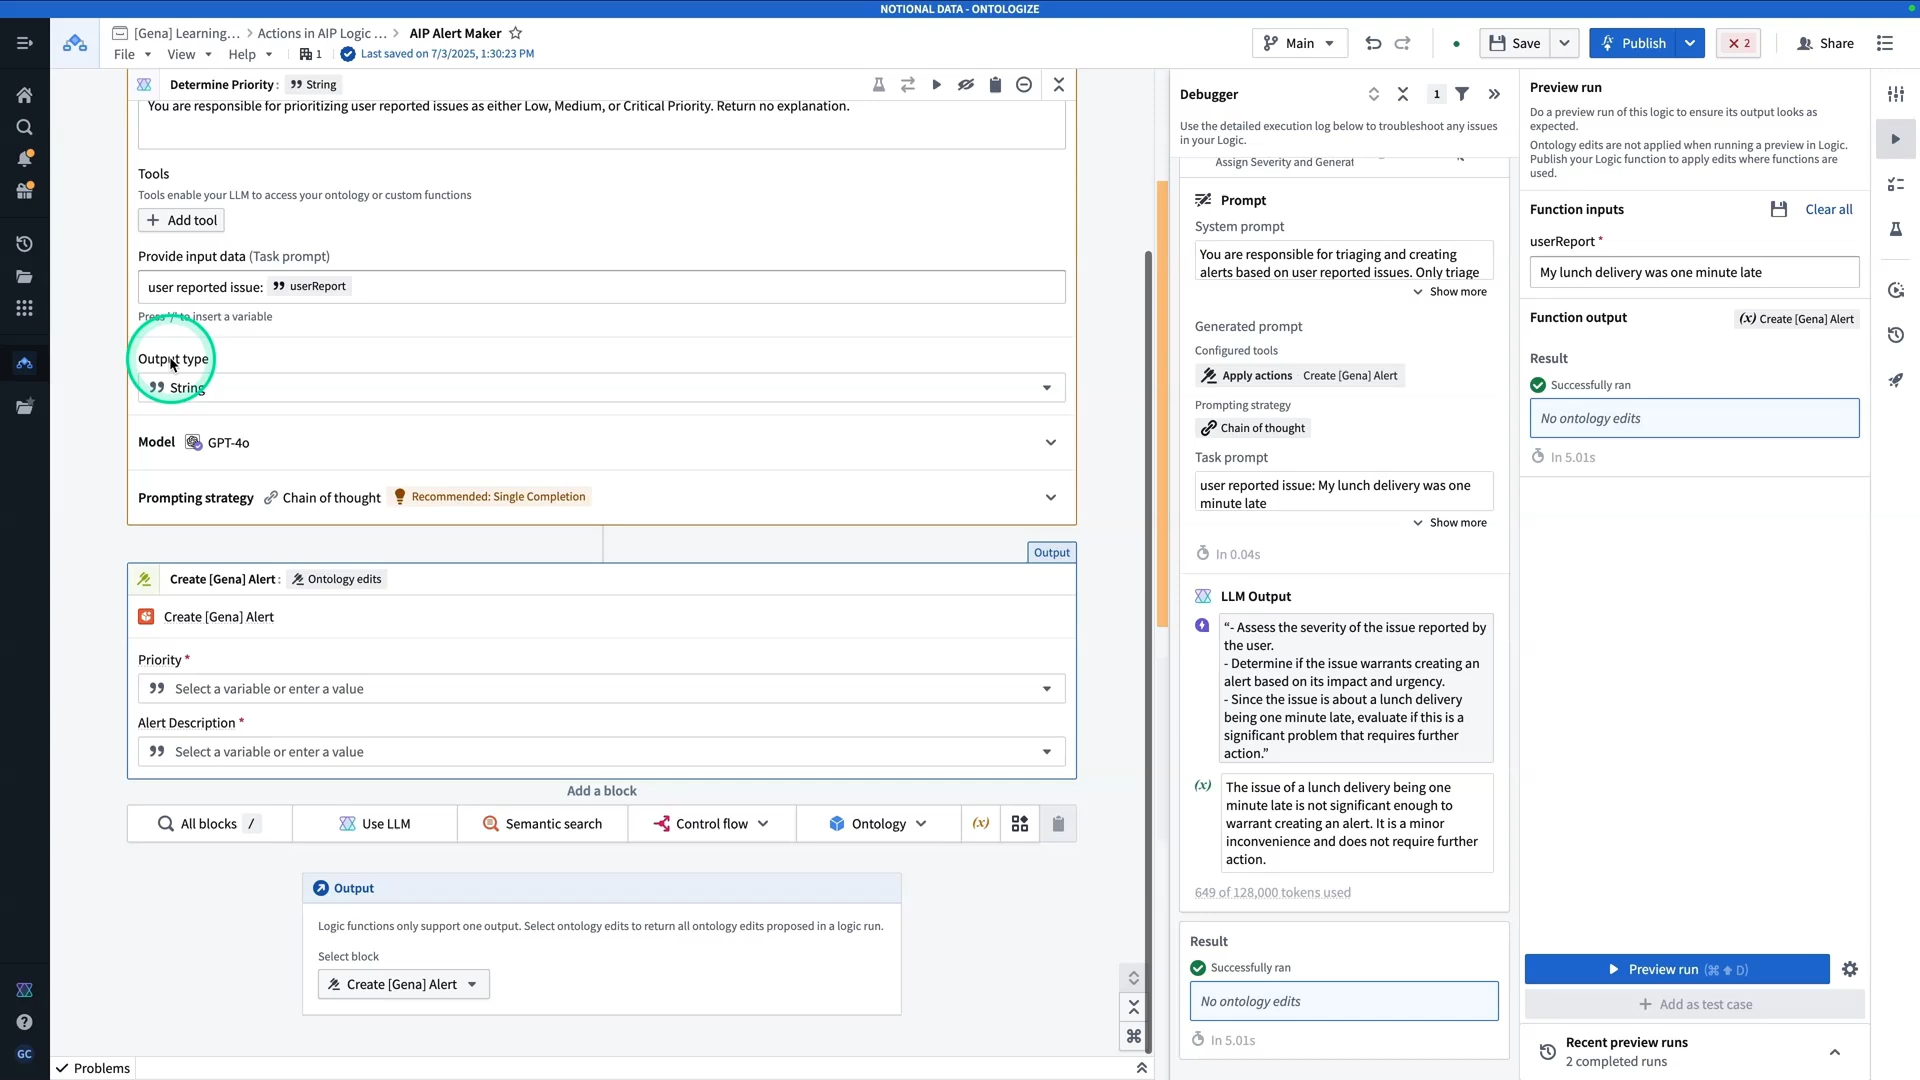 NOTIONAL DATA - ONTOLOGIZE
[Gena] Learning... > Actions in AIP Logic ... > AIP Alert Maker
File View Help 1 Last saved on 7/3/2025, 1:30:23 PM
Main Save Publish 2 Share
Determine Priority : String
You are responsible for prioritizing user reported issues as either Low, Medium, or Critical Priority. Return no explanation.
Tools
Tools enable your LLM to access your ontology or custom functions
+ Add tool
Provide input data (Task prompt)
user reported issue: userReport
Press '/' to insert a variable
Output type
String
Model GPT-4o
Prompting strategy Chain of thought Recommended: Single Completion
Output
Create [Gena] Alert : Ontology edits
Create [Gena] Alert
Priority *
Select a variable or enter a value
Alert Description *
Select a variable or enter a value
Add a block
All blocks / Use LLM Semantic search Control flow Ontology (x)
Output
Logic functions only support one output. Select ontology edits to return all ontology edits proposed in a logic run.
Select block
Create [Gena] Alert
Problems
GC
Debugger 1
Use the detailed execution log below to troubleshoot any issues
in your Logic.
Assign Severity and Generat
Prompt
System prompt
You are responsible for triaging and creating
alerts based on user reported issues. Only triage
Show more
Generated prompt
Configured tools
Apply actions Create [Gena] Alert
Prompting strategy
Chain of thought
Task prompt
user reported issue: My lunch delivery was one
minute late
Show more
In 0.04s
LLM Output
“- Assess the severity of the issue reported by
the user.
- Determine if the issue warrants creating an
alert based on its impact and urgency.
- Since the issue is about a lunch delivery
being one minute late, evaluate if this is a
significant problem that requires further
action.”
(x) The issue of a lunch delivery being one
minute late is not significant enough to
warrant creating an alert. It is a minor
inconvenience and does not require further
action.
649 of 128,000 tokens used
Result
Successfully ran
No ontology edits
In 5.01s
Preview run
Do a preview run of this logic to ensure its output looks as
expected.
Ontology edits are not applied when running a preview in Logic.
Publish your Logic function to apply edits where functions are
used.
Function inputs Clear all
userReport *
My lunch delivery was one minute late
Function output (x) Create [Gena] Alert
Result
Successfully ran
No ontology edits
In 5.01s
Preview run (⌘ ⇧ D)
+ Add as test case
Recent preview runs
2 completed runs